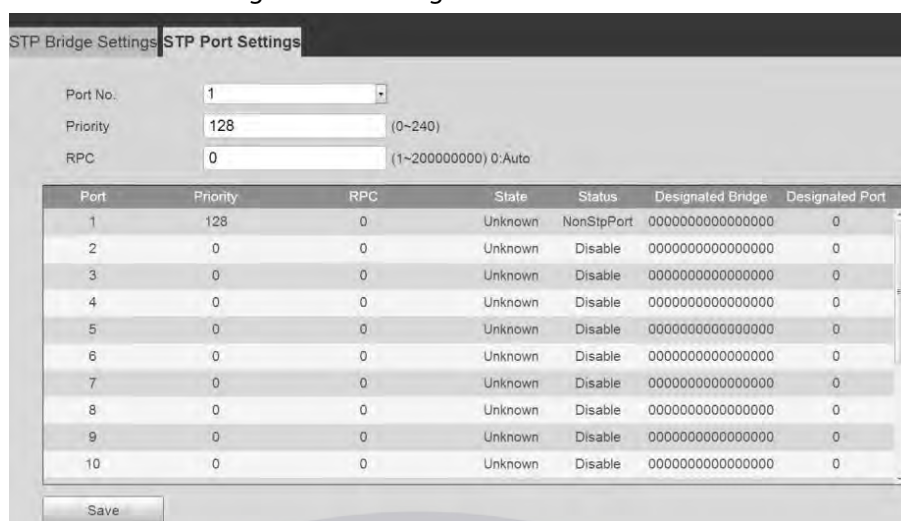 STP Bridge Settings STP Port Settings
Port No. 1
Priority 128 (0~240)
RPC 0 (1~200000000) 0:Auto
Port Priority RPC State Status Designated Bridge Designated Port
1 128 0 Unknown NonStpPort 0000000000000000 0
2 0 0 Unknown Disable 0000000000000000 0
3 0 0 Unknown Disable 0000000000000000 0
4 0 0 Unknown Disable 0000000000000000 0
5 0 0 Unknown Disable 0000000000000000 0
6 0 0 Unknown Disable 0000000000000000 0
7 0 0 Unknown Disable 0000000000000000 0
8 0 0 Unknown Disable 0000000000000000 0
9 0 0 Unknown Disable 0000000000000000 0
10 0 0 Unknown Disable 0000000000000000 0
Save